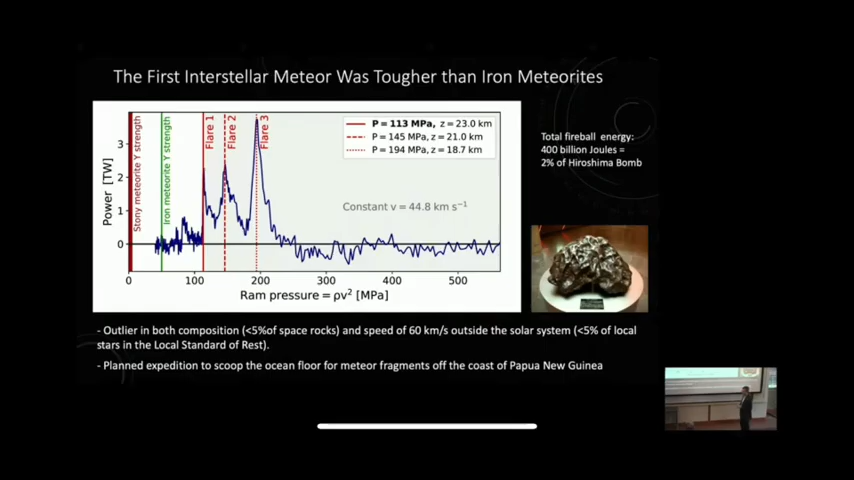 The First Interstellar Meteor Was Tougher than Iron Meteorites
Stony meteorite Y strength
Iron meteorite Y strength
Flare 1
Flare 2
Flare 3
P = 113 MPa, z = 23.0 km
P = 145 MPa, z = 21.0 km
P = 194 MPa, z = 18.7 km
Constant v = 44.8 km s⁻¹
Power [TW]
3
2
1
0
0
100
200
300
400
500
Ram pressure = ρv² [MPa]
Total fireball energy:
400 billion Joules =
2% of Hiroshima Bomb
- Outlier in both composition (<5%of space rocks) and speed of 60 km/s outside the solar system (<5% of local
stars in the Local Standard of Rest).
- Planned expedition to scoop the ocean floor for meteor fragments off the coast of Papua New Guinea